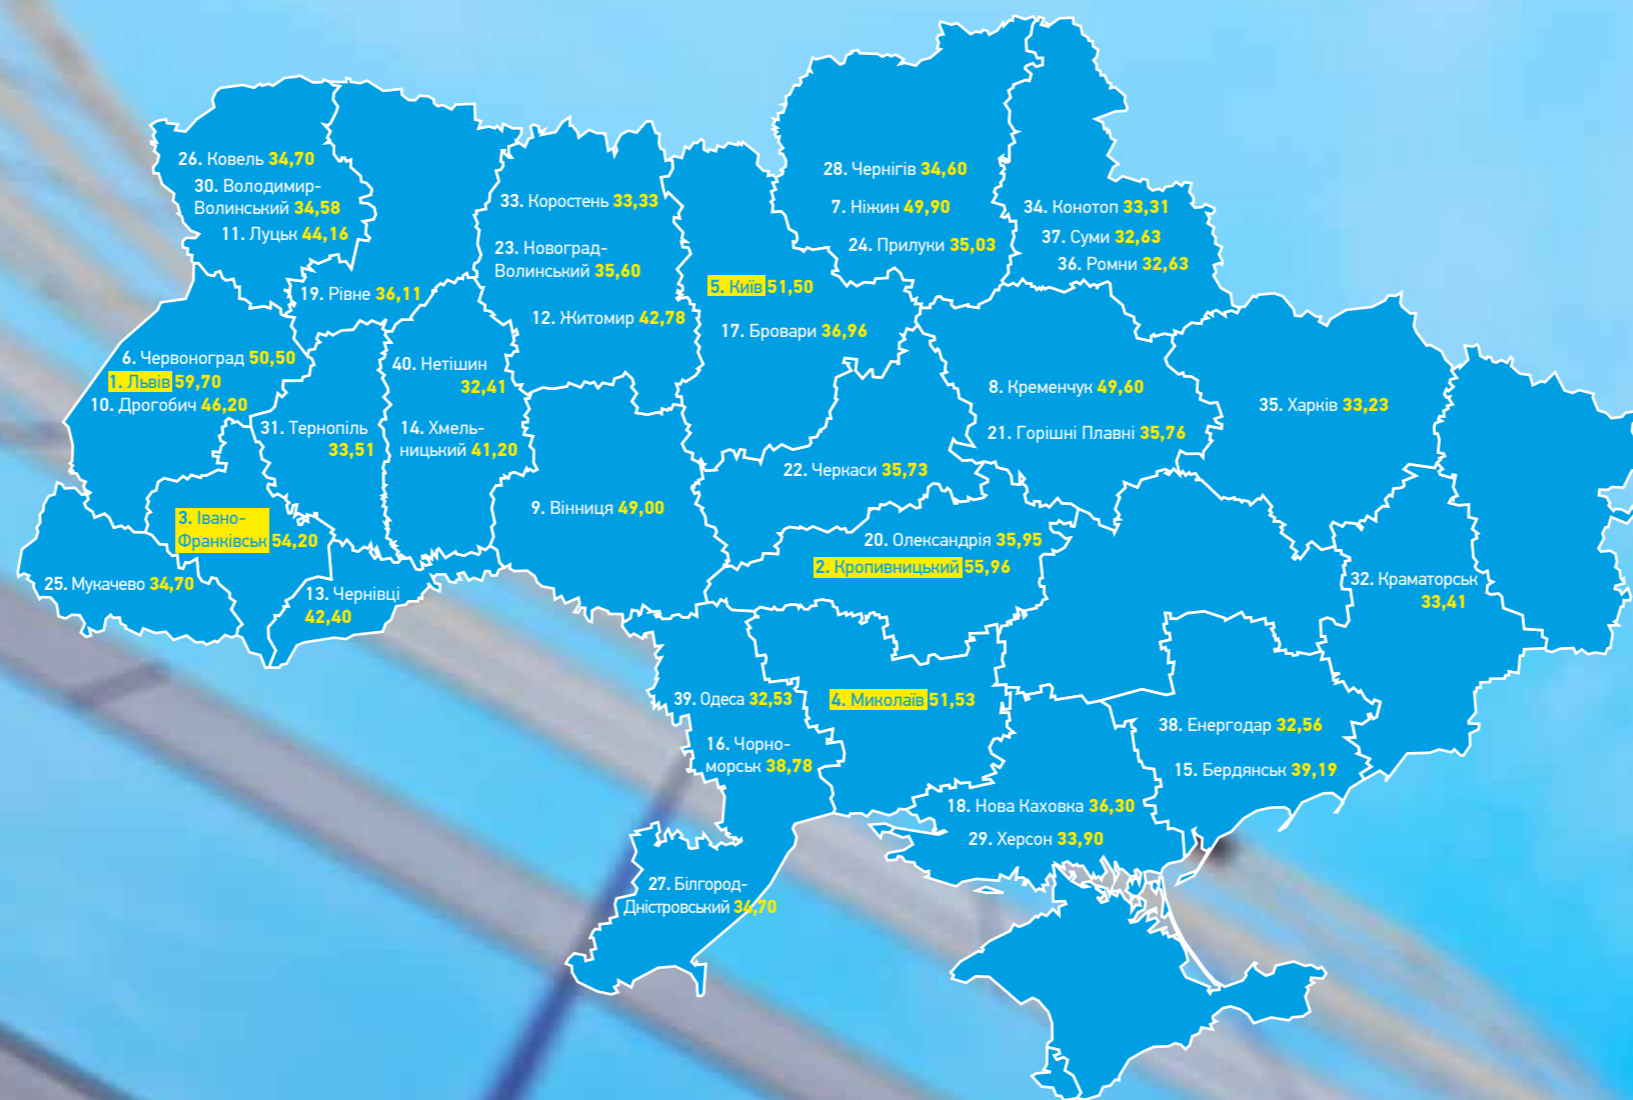 26. Ковель 34,70
30. Володимир-
Волинський 34,58
11. Луцьк 44,16
19. Рівне 36,11
33. Коростень 33,33
23. Новоград-
Волинський 35,60
12. Житомир 42,78
5. Київ 51,50
17. Бровари 36,96
28. Чернігів 34,60
7. Ніжин 49,90
24. Прилуки 35,03
34. Конотоп 33,31
37. Суми 32,63
36. Ромни 32,63
6. Червоноград 50,50
1. Львів 59,70
10. Дрогобич 46,20
31. Тернопіль
33,51
40. Нетішин
32,41
14. Хмель-
ницький 41,20
9. Вінниця 49,00
22. Черкаси 35,73
8. Кременчук 49,60
21. Горішні Плавні 35,76
35. Харків 33,23
3. Івано-
Франківськ 54,20
25. Мукачево 34,70
13. Чернівці
42,40
20. Олександрія 35,95
2. Кропивницький 55,96
32. Краматорськ
33,41
39. Одеса 32,53
16. Чорно-
морськ 38,78
4. Миколаїв 51,53
38. Енергодар 32,56
15. Бердянськ 39,19
18. Нова Каховка 36,30
29. Херсон 33,90
27. Білгород-
Дністровський 34,70